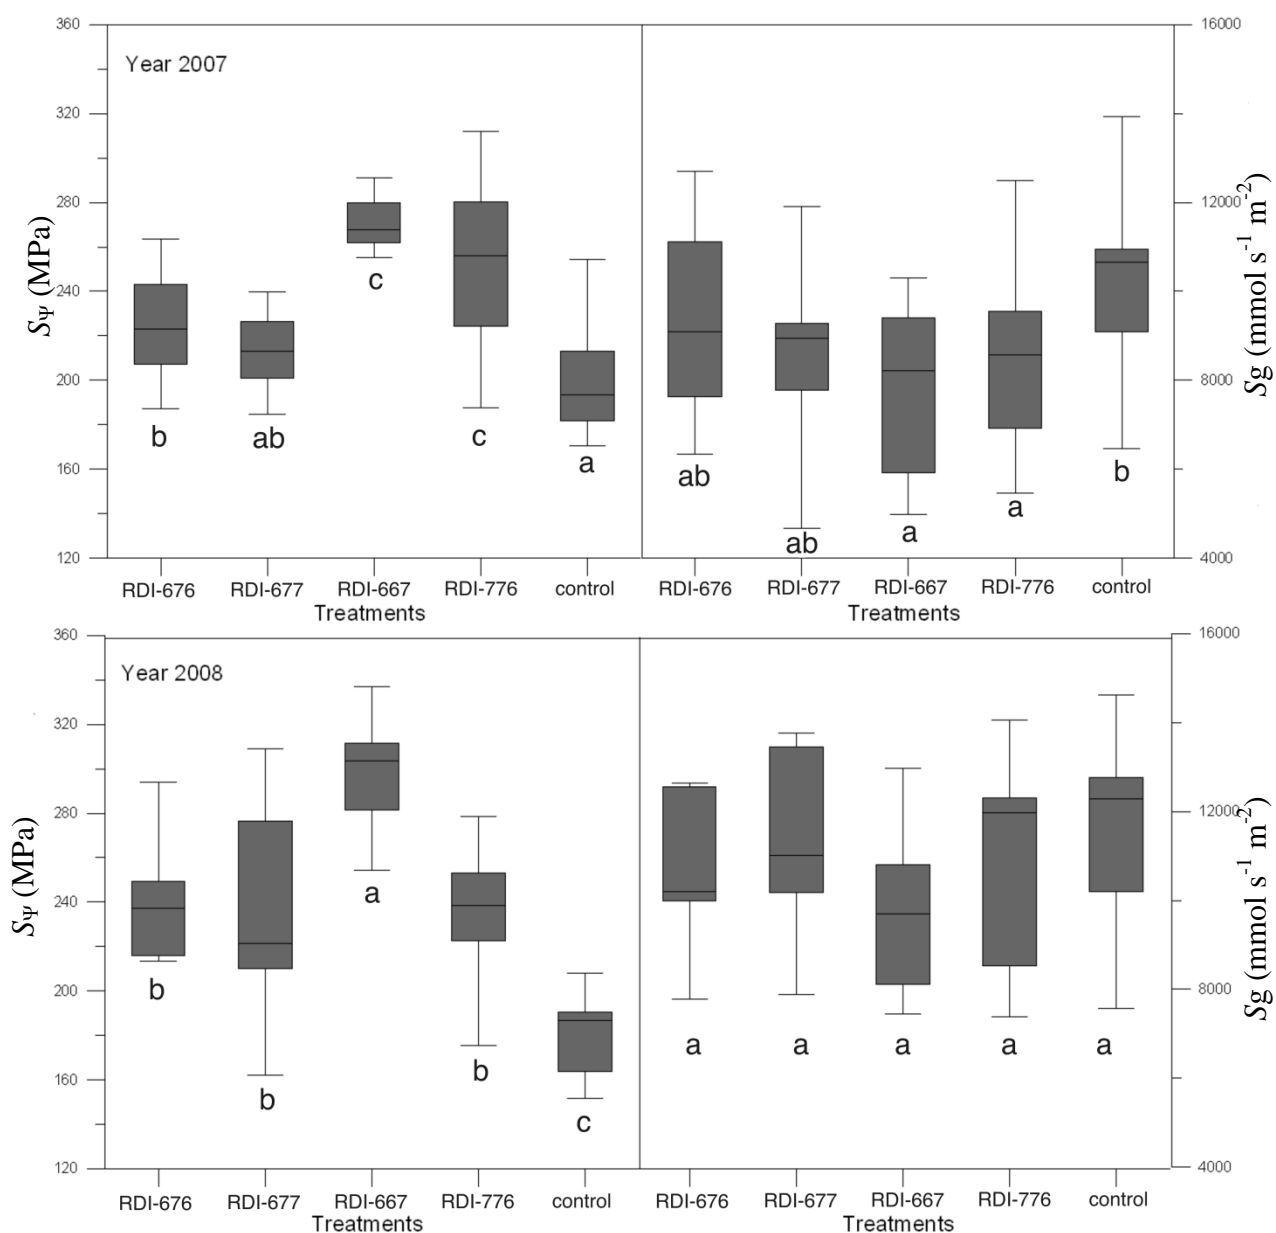 360
16000
Year 2007
320
280
12000
240
200
8000
160
120
4000
SΨ (MPa)
Sg (mmol s-1 m-2)
c
b
ab
c
a
ab
ab
a
a
b
RDI-676
RDI-677
RDI-667
RDI-776
control
RDI-676
RDI-677
RDI-667
RDI-776
control
Treatments
Treatments
360
16000
Year 2008
320
280
12000
240
200
8000
160
120
4000
SΨ (MPa)
Sg (mmol s-1 m-2)
a
b
b
b
c
a
a
a
a
a
RDI-676
RDI-677
RDI-667
RDI-776
control
RDI-676
RDI-677
RDI-667
RDI-776
control
Treatments
Treatments